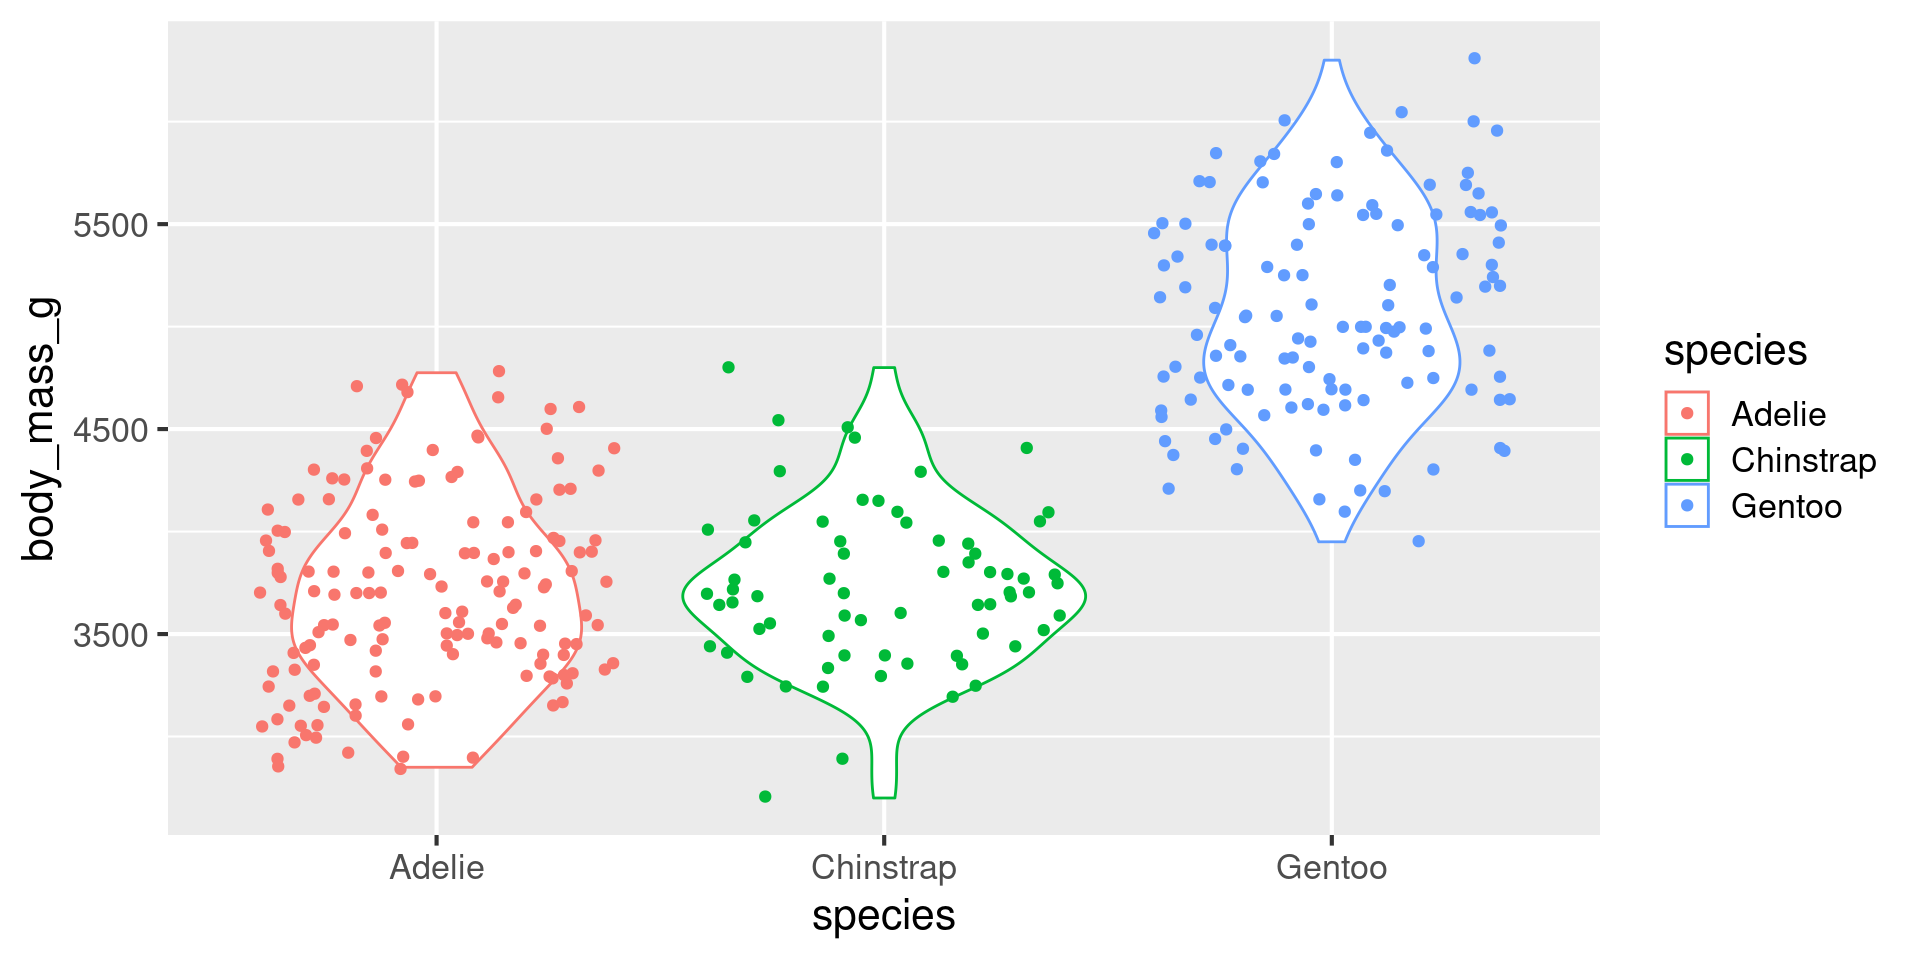 body_mass_g
5500
4500
3500
Adelie
Chinstrap
Gentoo
species
species
Adelie
Chinstrap
Gentoo